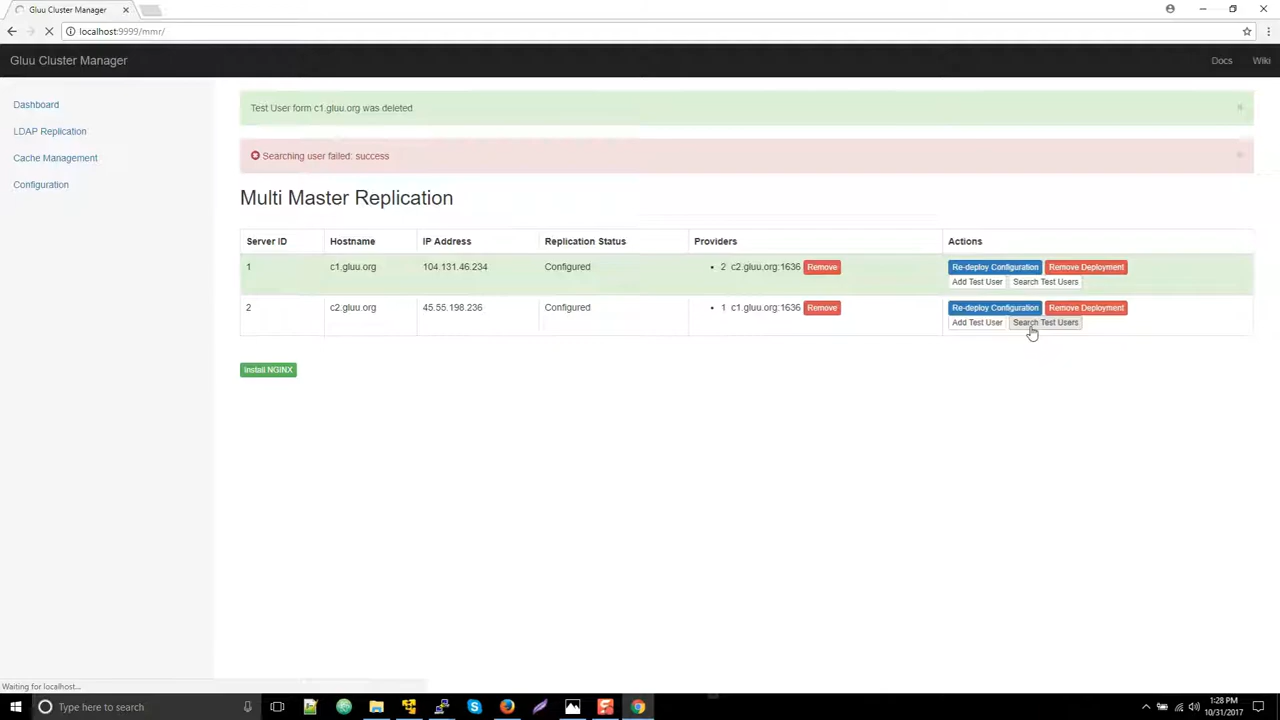 Gluu Cluster Manager
localhost:9999/mmr/
Gluu Cluster Manager
Docs
Wiki
Dashboard
LDAP Replication
Cache Management
Configuration
Test User form c1.gluu.org was deleted
Searching user failed: success
Multi Master Replication
Server ID Hostname IP Address Replication Status Providers Actions
1 c1.gluu.org 104.131.46.234 Configured • 2 c2.gluu.org:1636 Remove Re-deploy Configuration Remove Deployment
Add Test User Search Test Users
2 c2.gluu.org 45.55.198.236 Configured • 1 c1.gluu.org:1636 Remove Re-deploy Configuration Remove Deployment
Add Test User Search Test Users
Install NGINX
Waiting for localhost...
Type here to search
1:28 PM
10/31/2017